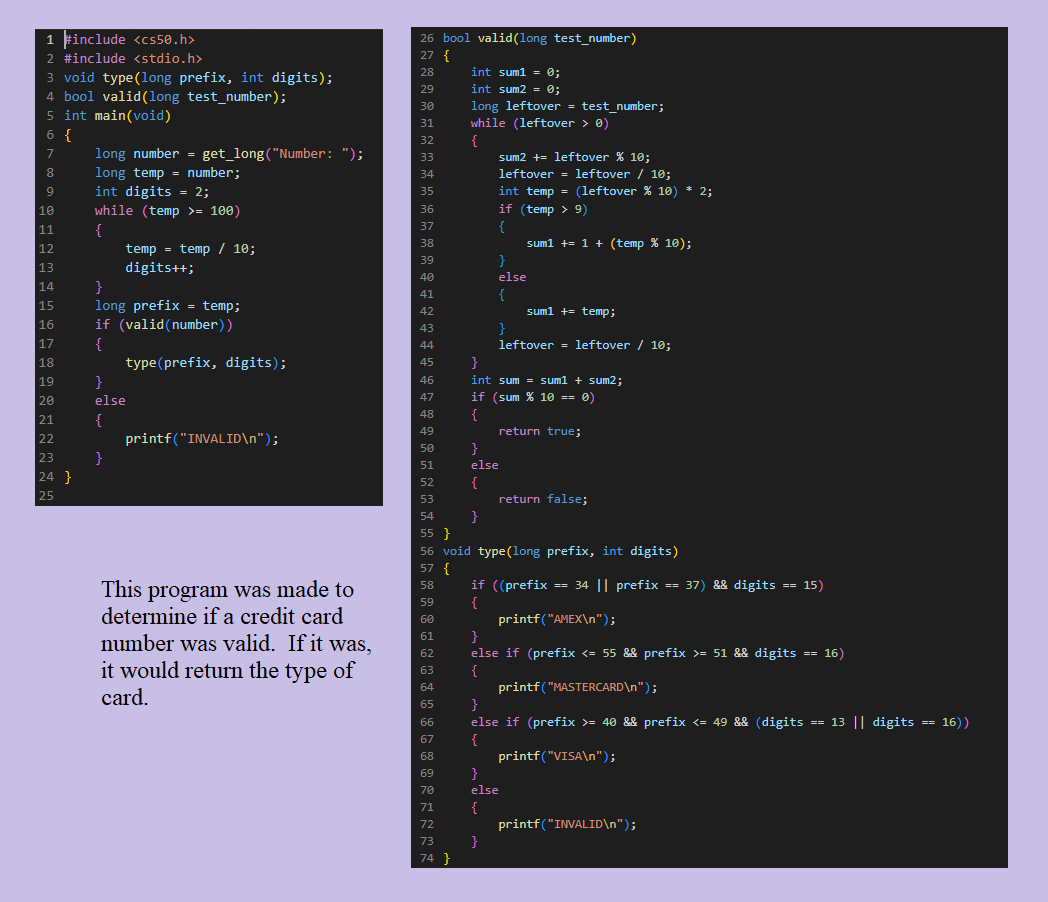 1 #include <cs50.h>
2 #include <stdio.h>
3 void type(long prefix, int digits);
4 bool valid(long test_number);
5 int main(void)
6 {
7     long number = get_long("Number: ");
8     long temp = number;
9     int digits = 2;
10     while (temp >= 100)
11     {
12         temp = temp / 10;
13         digits++;
14     }
15     long prefix = temp;
16     if (valid(number))
17     {
18         type(prefix, digits);
19     }
20     else
21     {
22         printf("INVALID\n");
23     }
24 }
25
This program was made to
determine if a credit card
number was valid.  If it was,
it would return the type of
card.
26 bool valid(long test_number)
27 {
28     int sum1 = 0;
29     int sum2 = 0;
30     long leftover = test_number;
31     while (leftover > 0)
32     {
33         sum2 += leftover % 10;
34         leftover = leftover / 10;
35         int temp = (leftover % 10) * 2;
36         if (temp > 9)
37         {
38             sum1 += 1 + (temp % 10);
39         }
40         else
41         {
42             sum1 += temp;
43         }
44         leftover = leftover / 10;
45     }
46     int sum = sum1 + sum2;
47     if (sum % 10 == 0)
48     {
49         return true;
50     }
51     else
52     {
53         return false;
54     }
55 }
56 void type(long prefix, int digits)
57 {
58     if ((prefix == 34 || prefix == 37) && digits == 15)
59     {
60         printf("AMEX\n");
61     }
62     else if (prefix <= 55 && prefix >= 51 && digits == 16)
63     {
64         printf("MASTERCARD\n");
65     }
66     else if (prefix >= 40 && prefix <= 49 && (digits == 13 || digits == 16))
67     {
68         printf("VISA\n");
69     }
70     else
71     {
72         printf("INVALID\n");
73     }
74 }